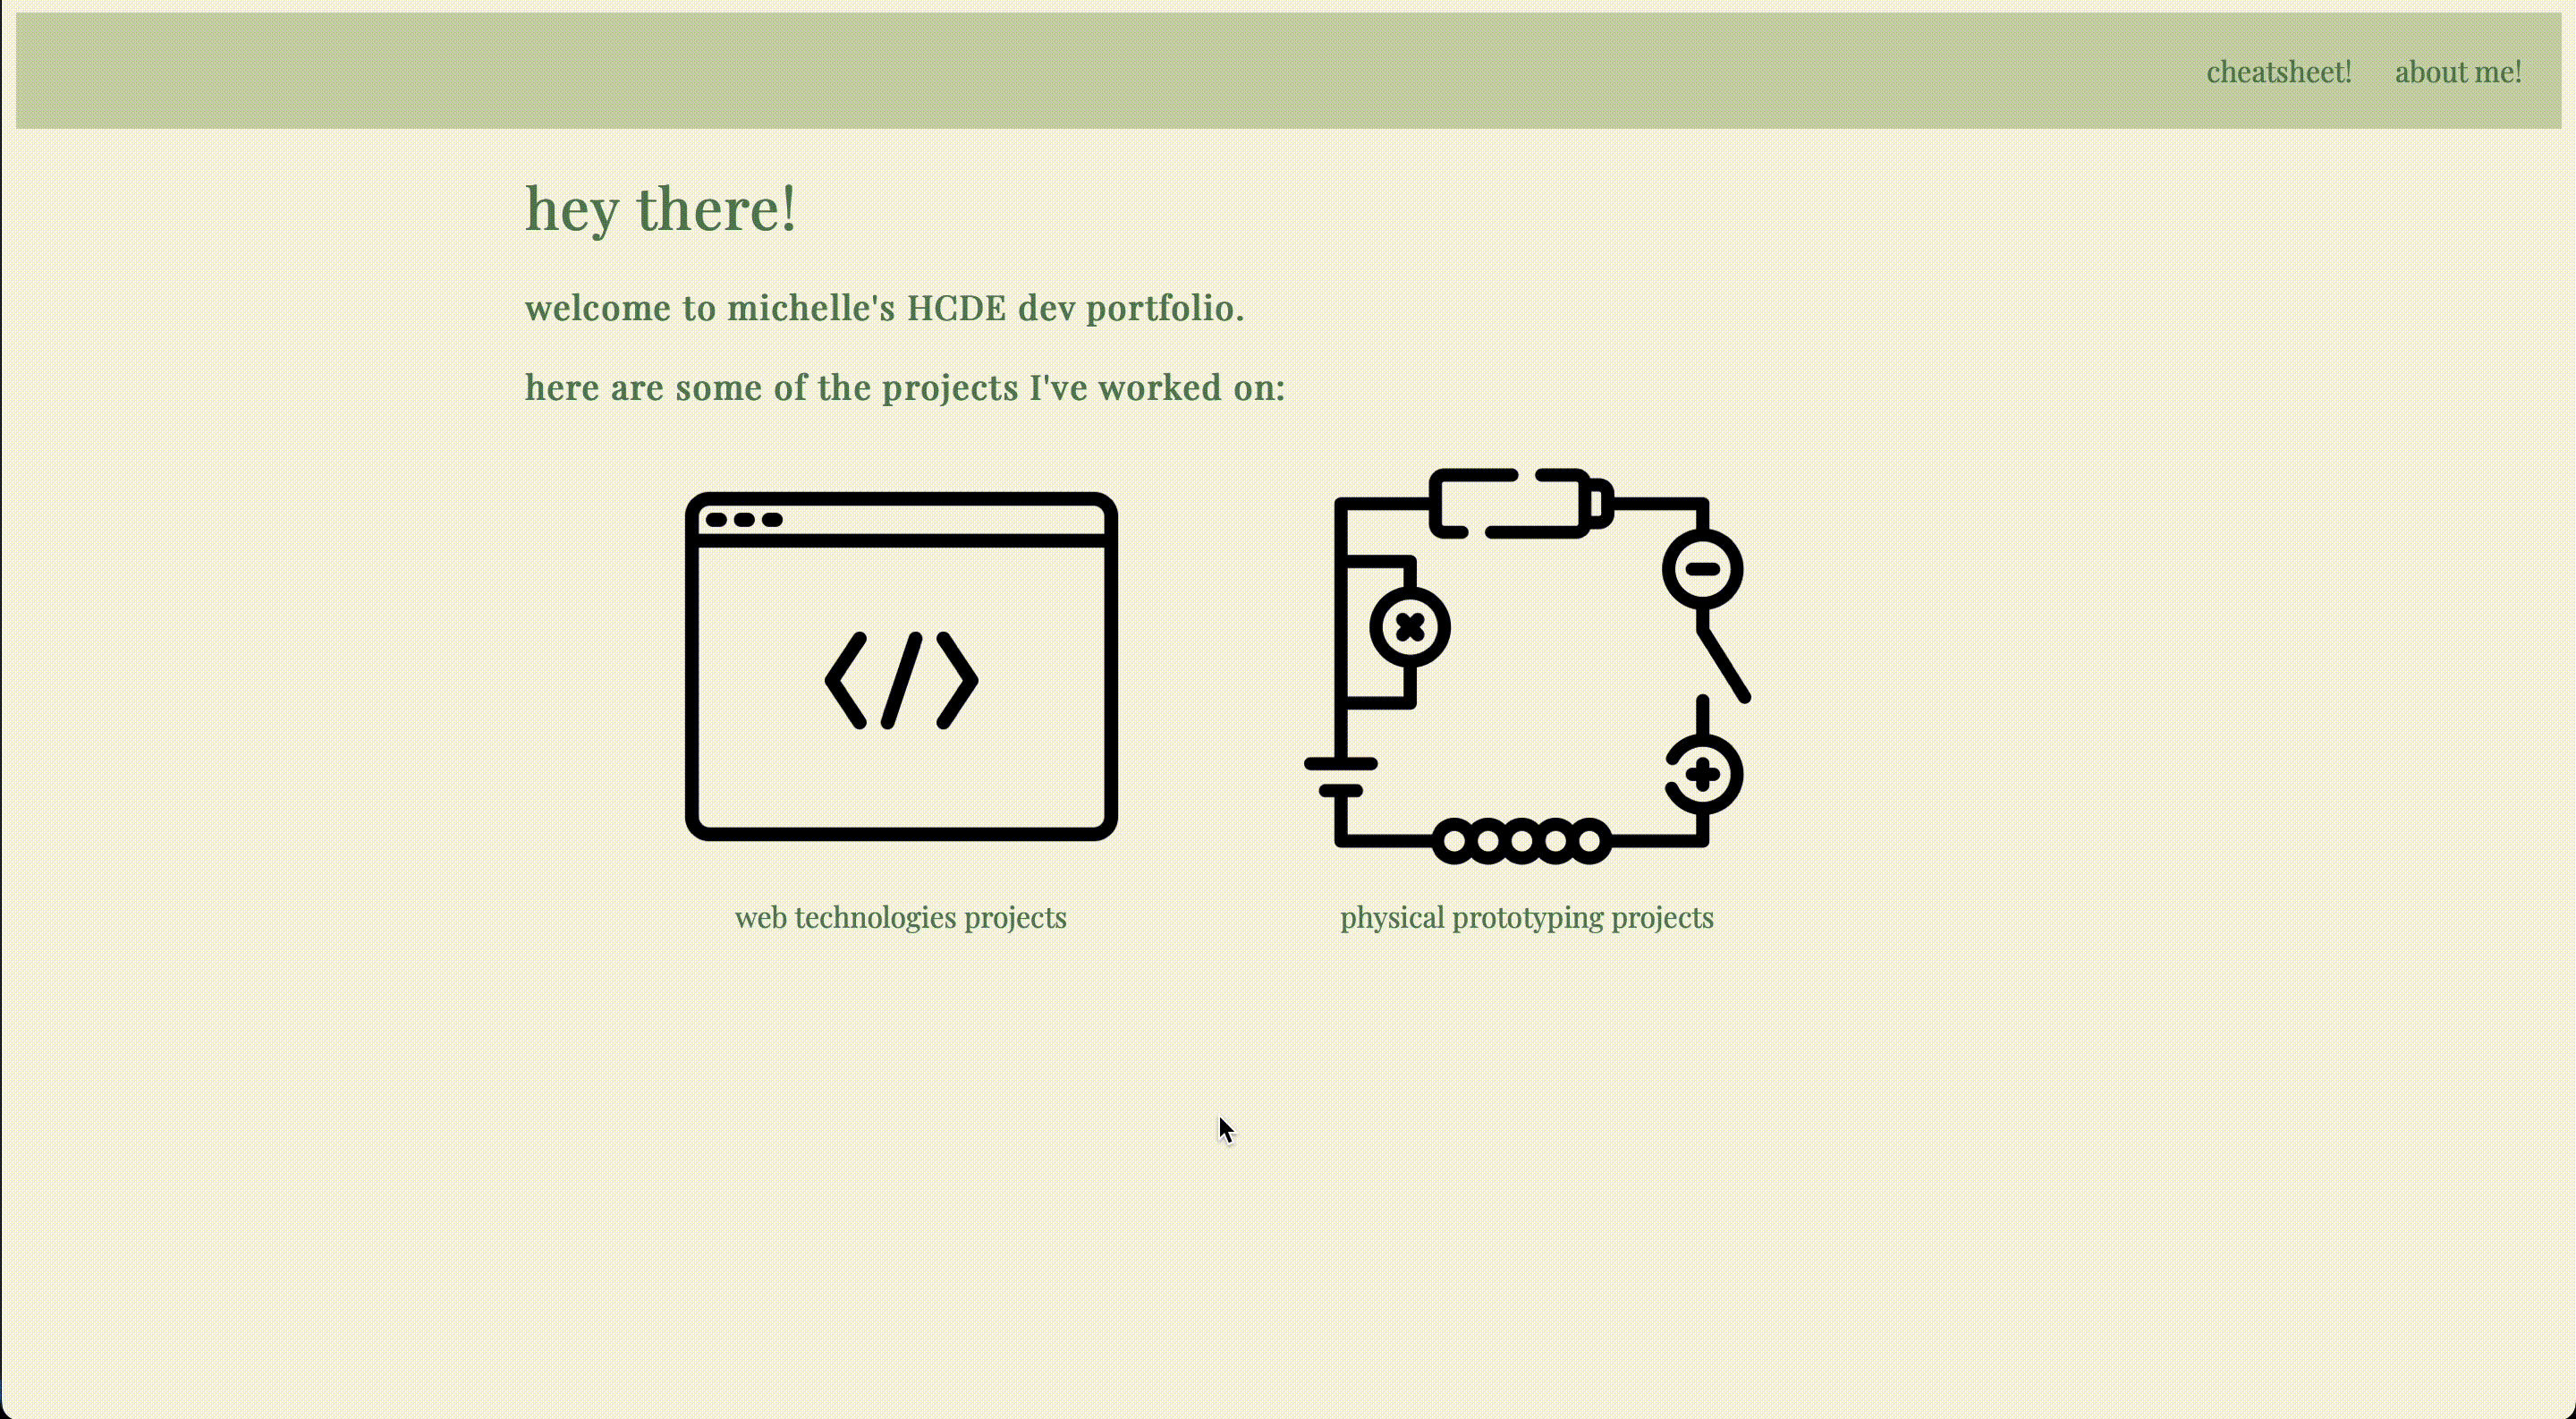 cheatsheet! about me!
hey there!
welcome to michelle's HCDE dev portfolio.
here are some of the projects I've worked on:
</>
web technologies projects
physical prototyping projects